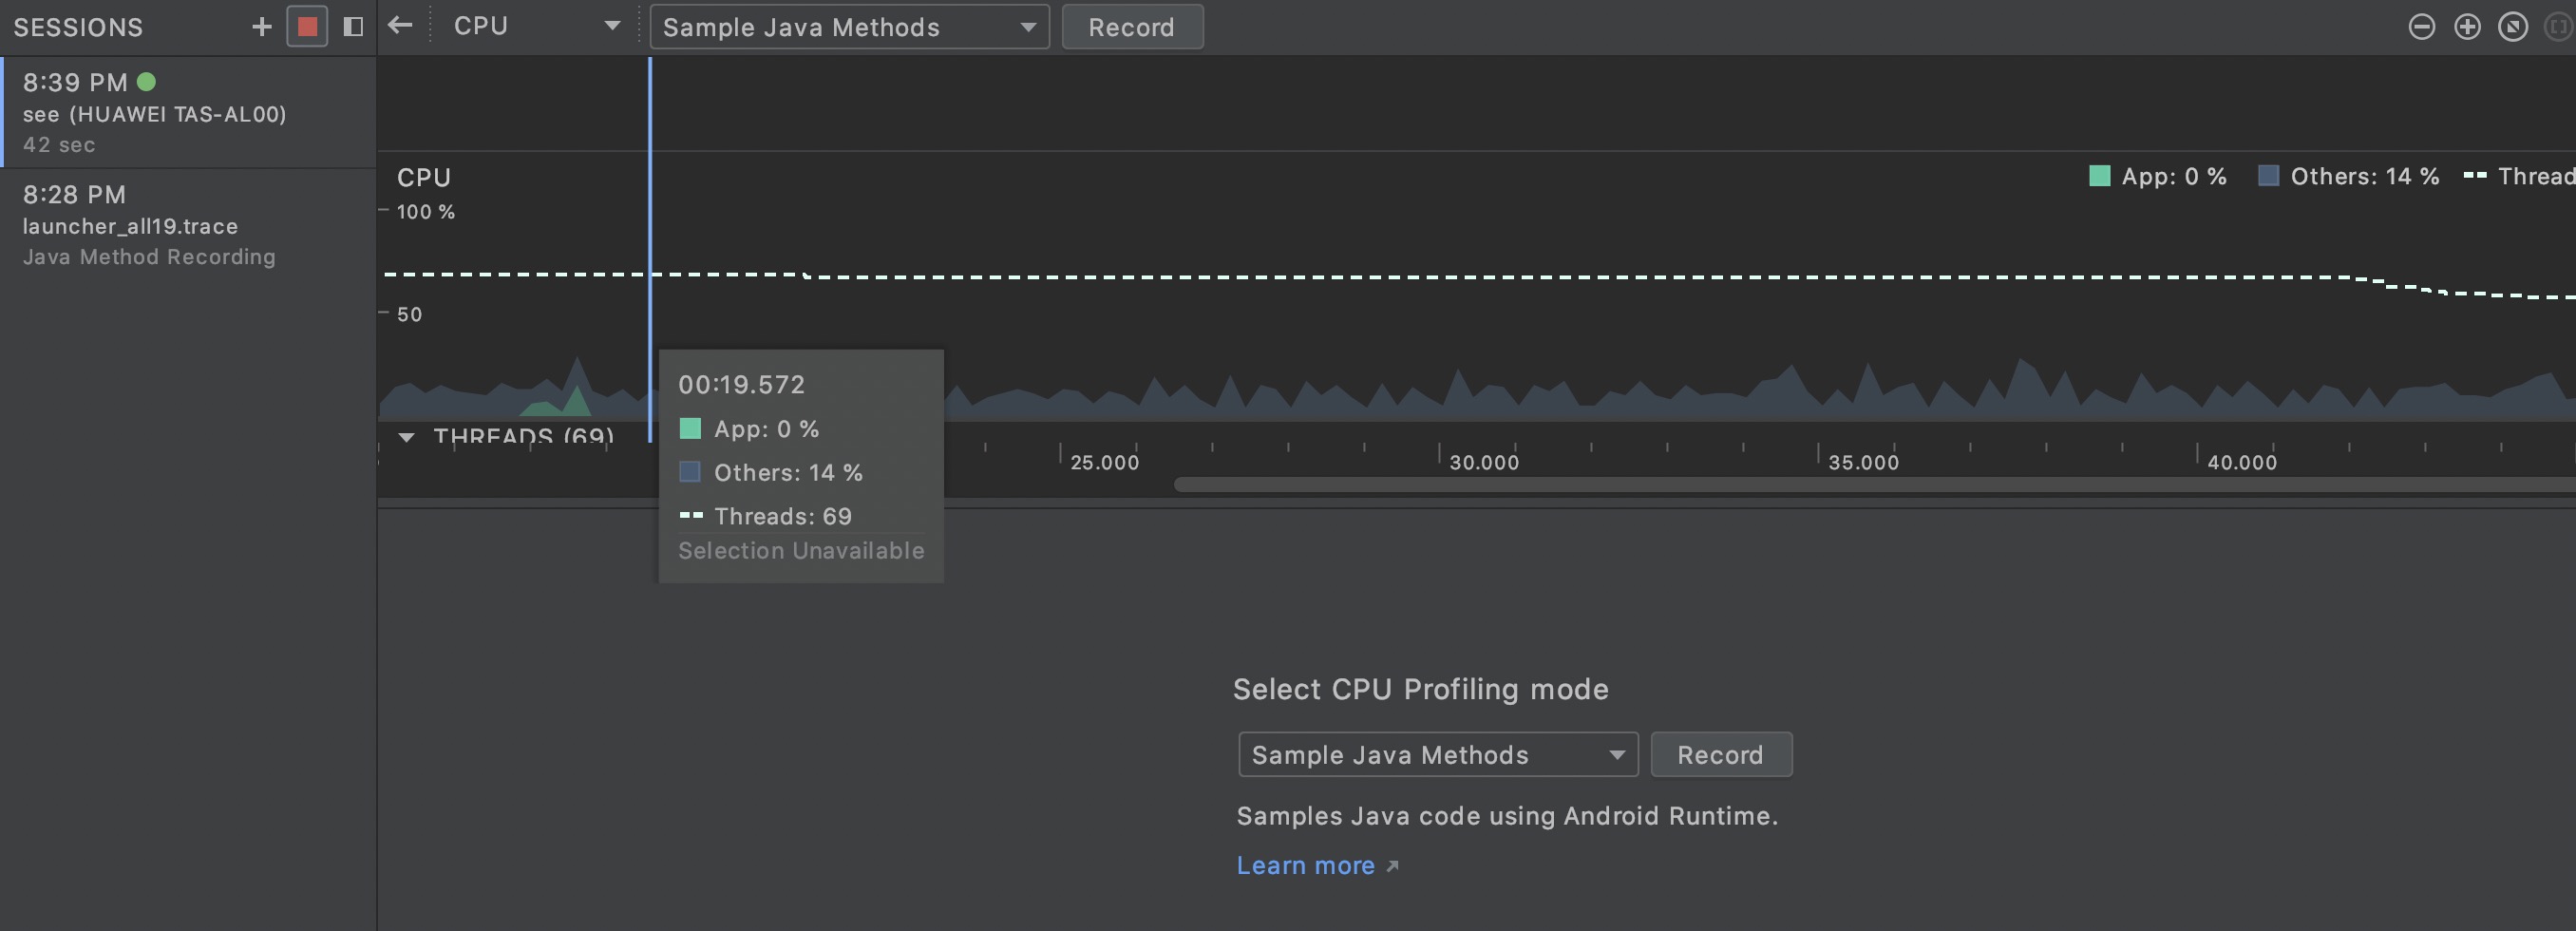 SESSIONS
CPU
Sample Java Methods
Record
8:39 PM
see (HUAWEI TAS-AL00)
42 sec
8:28 PM
launcher_all19.trace
Java Method Recording
CPU
App: 0 %
Others: 14 %
Thread
100 %
50
THREADS (69)
00:19.572
App: 0 %
Others: 14 %
Threads: 69
Selection Unavailable
25.000
30.000
35.000
40.000
Select CPU Profiling mode
Sample Java Methods
Record
Samples Java code using Android Runtime.
Learn more